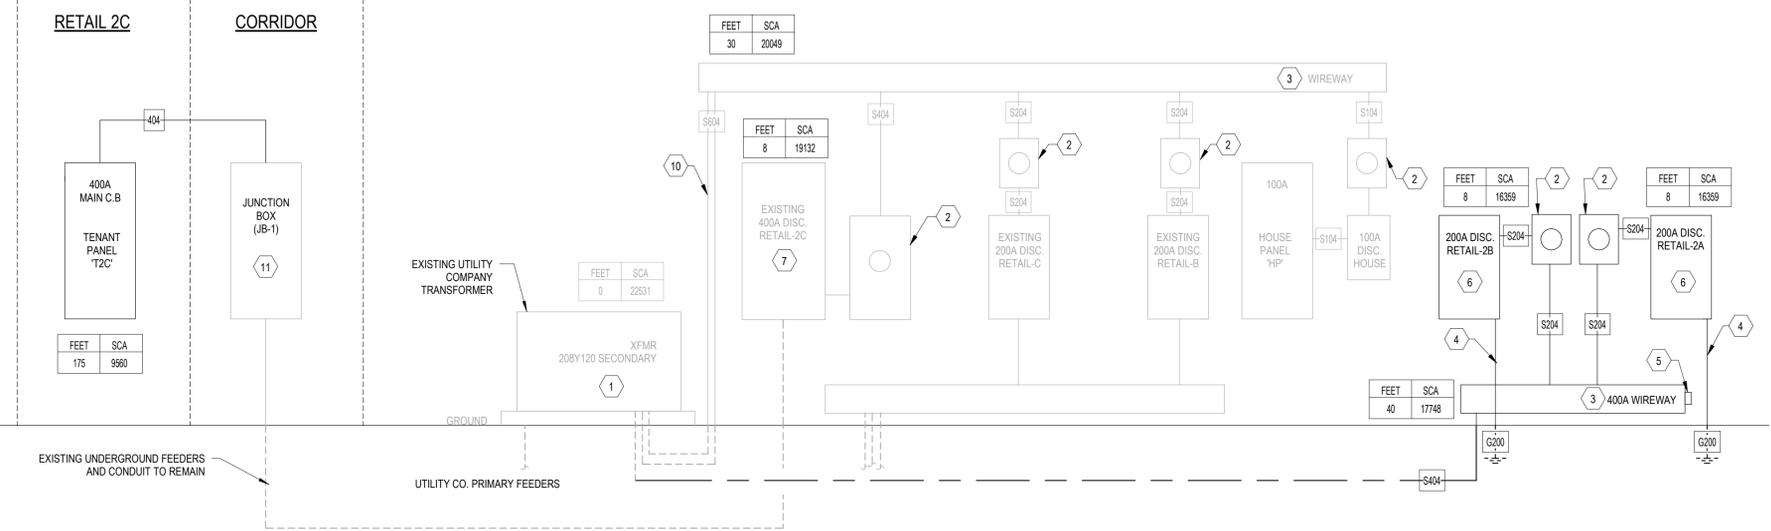 RETAIL 2C
CORRIDOR
404
400A
MAIN C.B
TENANT
PANEL
'T2C'
JUNCTION
BOX
(JB-1)
11
FEET SCA
175 9560
EXISTING UNDERGROUND FEEDERS
AND CONDUIT TO REMAIN
EXISTING UTILITY
COMPANY
TRANSFORMER
FEET SCA
0 22531
XFMR
208Y120 SECONDARY
1
GROUND
UTILITY CO. PRIMARY FEEDERS
FEET SCA
30 20049
3 WIREWAY
S604
10
FEET SCA
8 19132
EXISTING
400A DISC.
RETAIL-2C
7
S404
2
S204
2
S204
EXISTING
200A DISC.
RETAIL-C
S204
2
S204
EXISTING
200A DISC.
RETAIL-B
100A
HOUSE
PANEL
'HP'
S104
S104
2
100A
DISC.
HOUSE
FEET SCA
8 16359
2
2
FEET SCA
8 16359
200A DISC.
RETAIL-2B
6
S204
S204
200A DISC.
RETAIL-2A
6
S204
S204
4
4
5
FEET SCA
40 17748
3 400A WIREWAY
G200
G200
S404